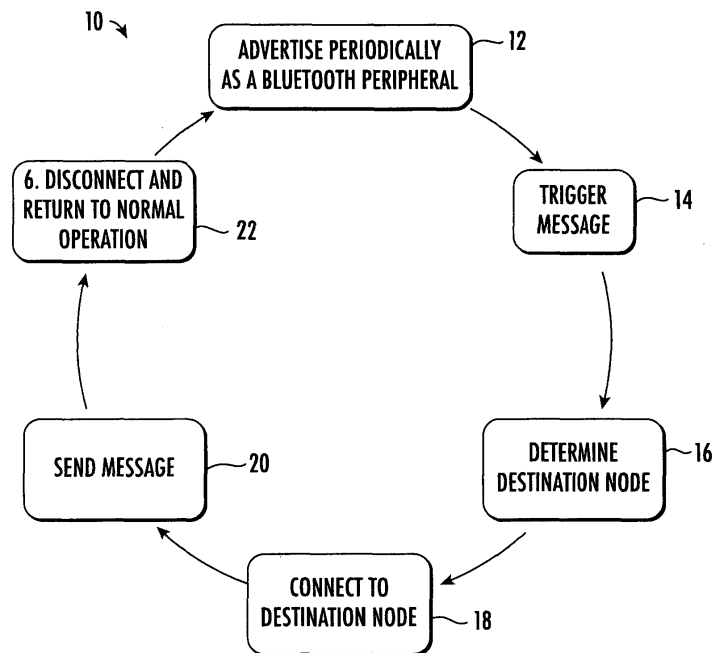 10
ADVERTISE PERIODICALLY
AS A BLUETOOTH PERIPHERAL
12
TRIGGER
MESSAGE
14
DETERMINE
DESTINATION NODE
16
CONNECT TO
DESTINATION NODE
18
SEND MESSAGE
20
6. DISCONNECT AND
RETURN TO NORMAL
OPERATION
22